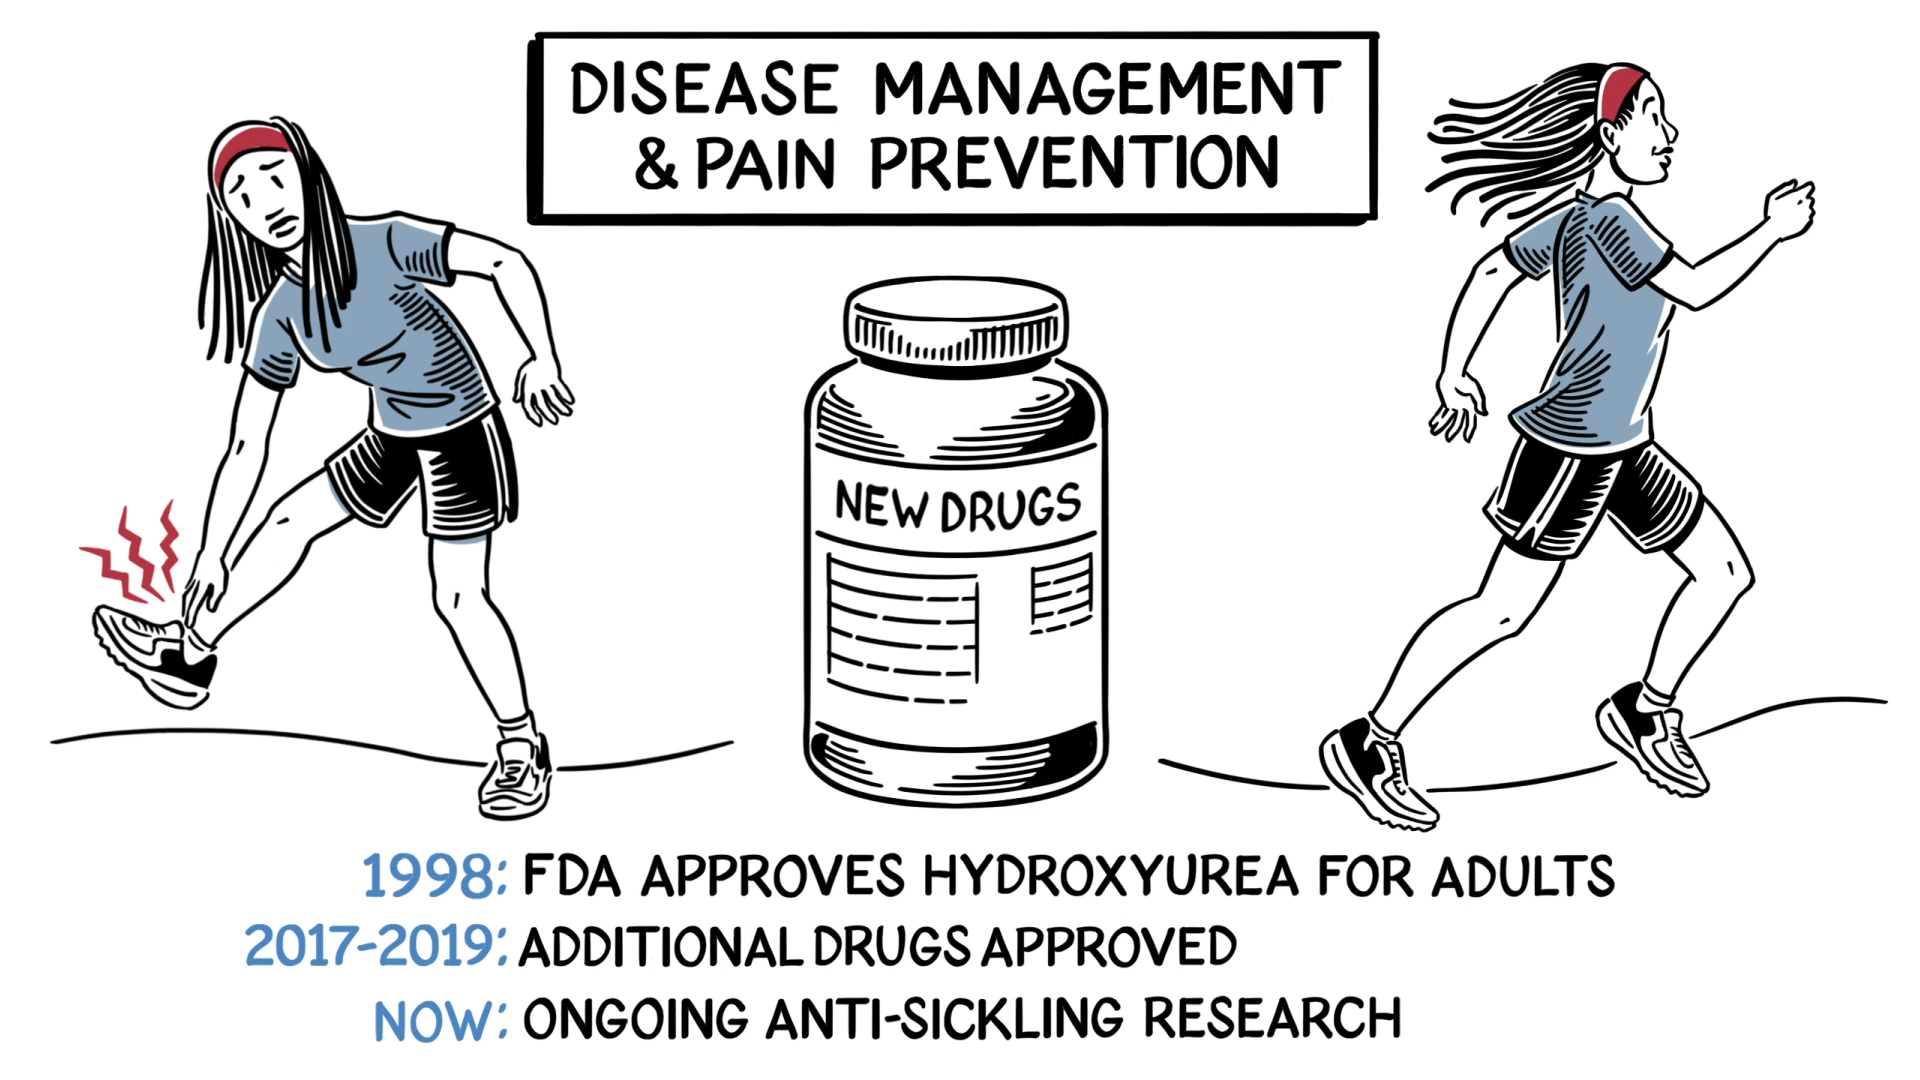 DISEASE MANAGEMENT
& PAIN PREVENTION
NEW DRUGS
1998: FDA APPROVES HYDROXYUREA FOR ADULTS
2017-2019: ADDITIONAL DRUGS APPROVED
NOW: ONGOING ANTI-SICKLING RESEARCH